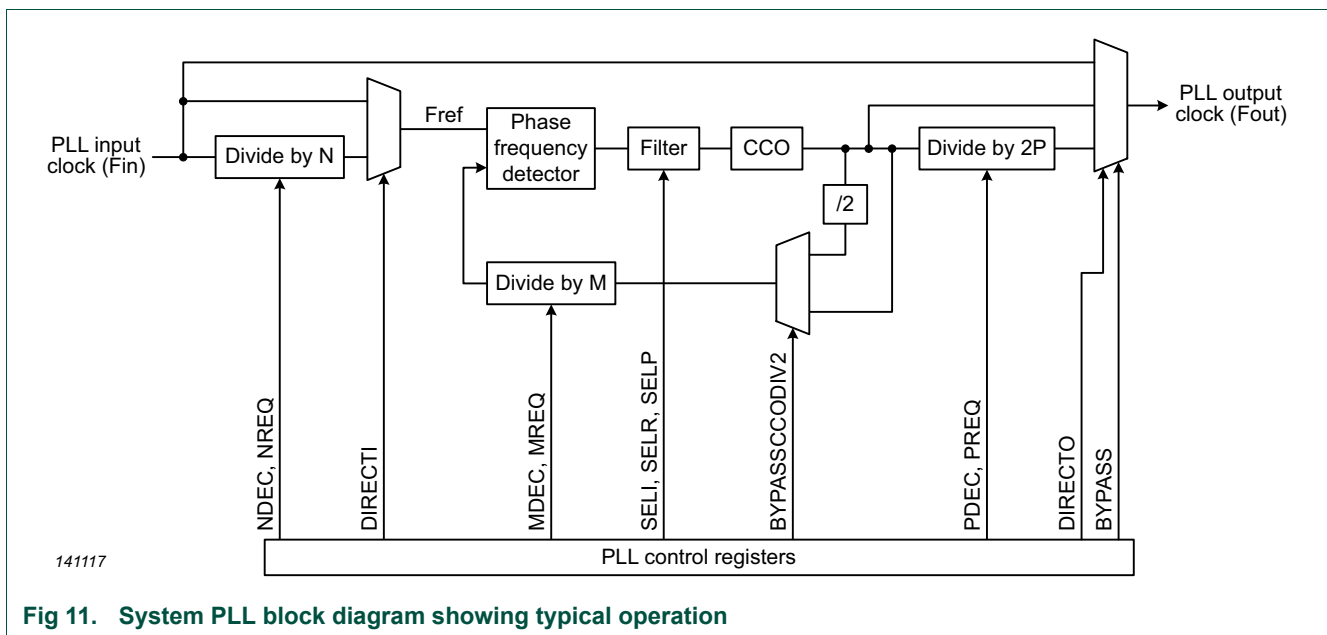 PLL input
clock (Fin)
Divide by N
Fref
Phase
frequency
detector
Filter
CCO
/2
Divide by 2P
PLL output
clock (Fout)
Divide by M
NDEC, NREQ
DIRECTI
MDEC, MREQ
SELI, SELR, SELP
BYPASSCCODIV2
PDEC, PREQ
DIRECTO
BYPASS
PLL control registers
141117
Fig 11. System PLL block diagram showing typical operation